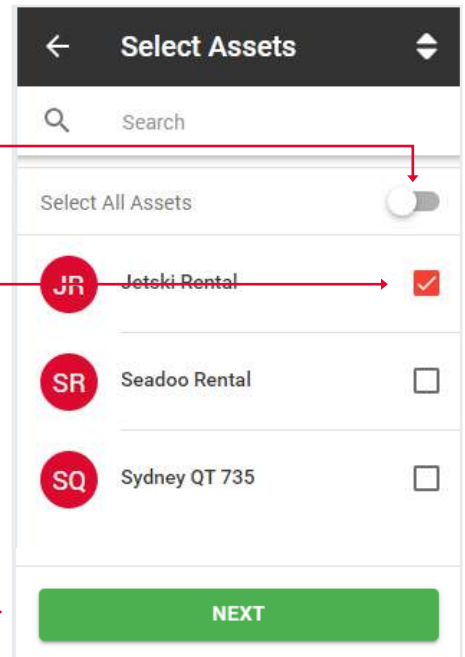 Select Assets
Search
Select All Assets
JR
Jetski Rental
SR
Seadoo Rental
SQ
Sydney QT 735
NEXT